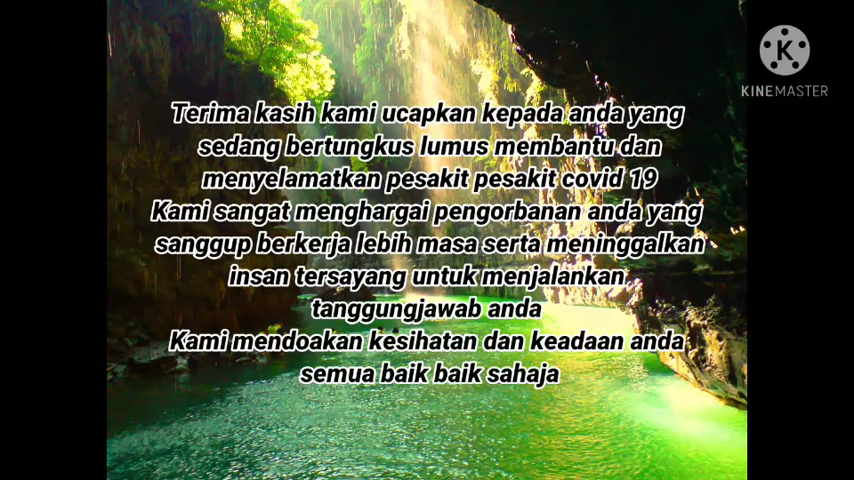 KINEMASTER
Terima kasih kami ucapkan kepada anda yang
sedang bertungkus lumus membantu dan
menyelamatkan pesakit pesakit covid 19
Kami sangat menghargai pengorbanan anda yang
sanggup berkerja lebih masa serta meninggalkan
insan tersayang untuk menjalankan
tanggungjawab anda
Kami mendoakan kesihatan dan keadaan anda
semua baik baik sahaja